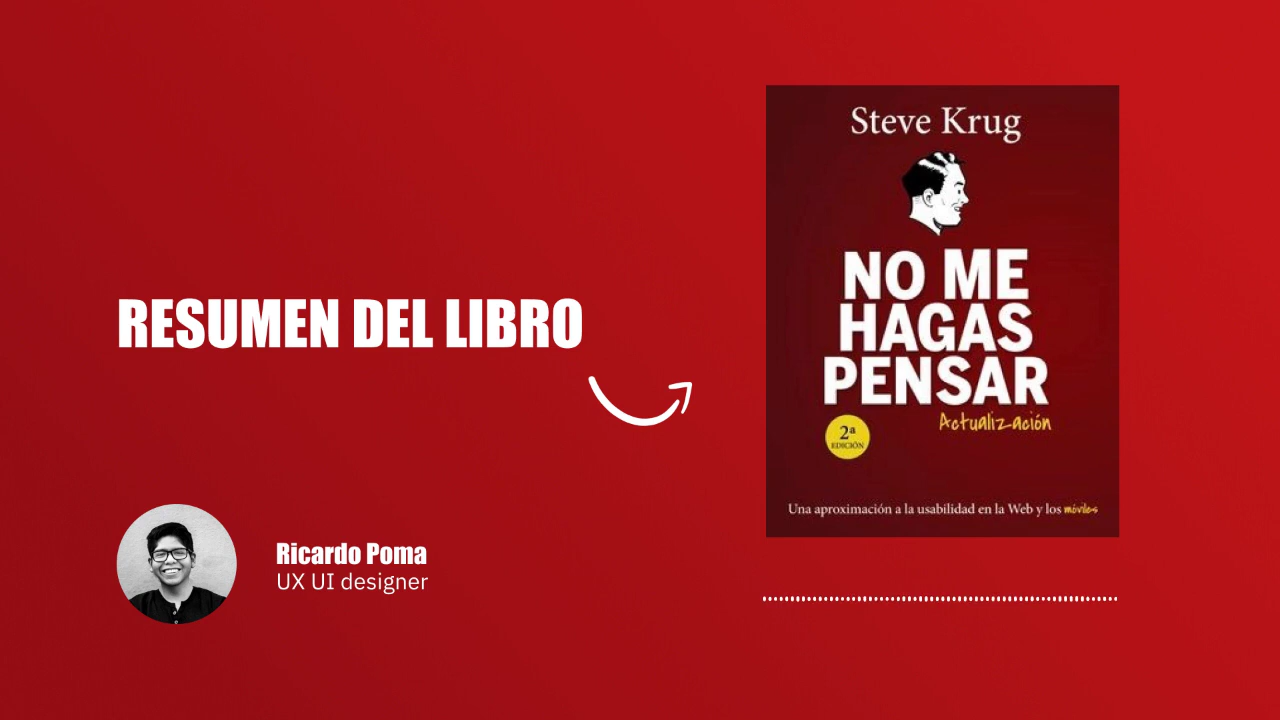 RESUMEN DEL LIBRO
Ricardo Poma
UX UI designer
Steve Krug
NO ME
HAGAS
PENSAR
Actualización
2ª
EDICIÓN
Una aproximación a la usabilidad en la Web y los móviles